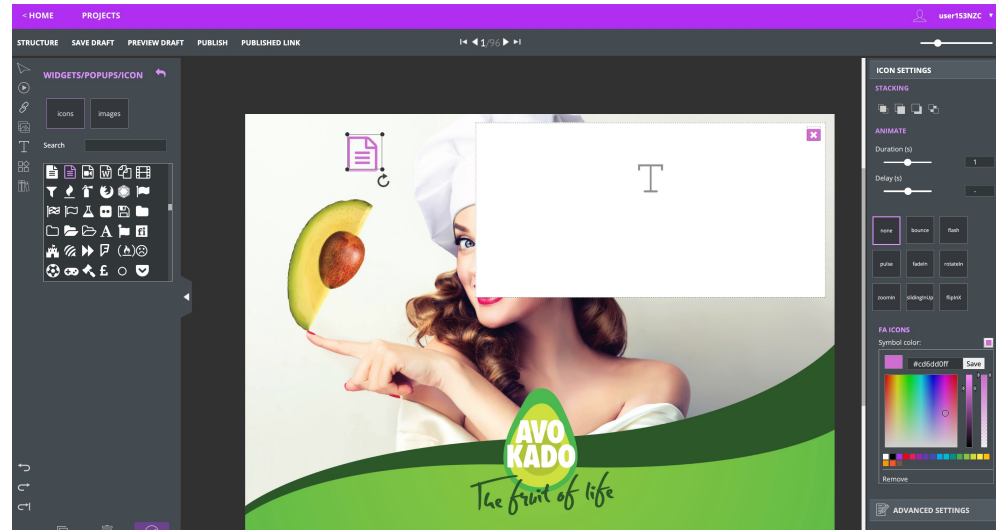 < HOME PROJECTS user153NZC
STRUCTURE SAVE DRAFT PREVIEW DRAFT PUBLISH PUBLISHED LINK 1/96
WIDGETS/POPUPS/ICON
icons images
Search
T
AVO
KADO
The fruit of life
ICON SETTINGS
STACKING
ANIMATE
Duration (s)
1
Delay (s)
-
none bounce flash
pulse fadeIn rotateIn
zoomIn slidingInUp flipInX
FA ICONS
Symbol color:
#cd6dd0ff Save
Remove
ADVANCED SETTINGS